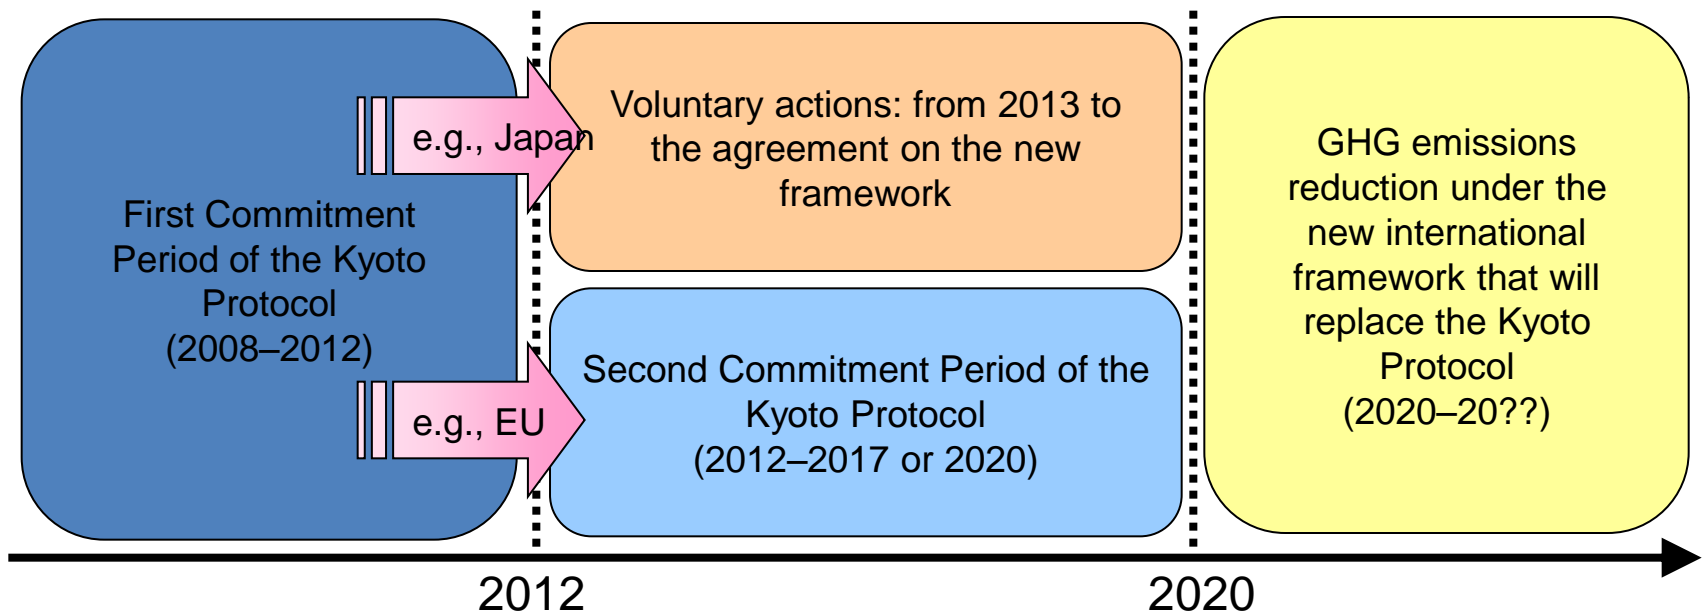 First Commitment
Period of the Kyoto
Protocol
(2008–2012)
e.g., Japan
e.g., EU
Voluntary actions: from 2013 to
the agreement on the new
framework
Second Commitment Period of the
Kyoto Protocol
(2012–2017 or 2020)
GHG emissions
reduction under the
new international
framework that will
replace the Kyoto
Protocol
(2020–20??)
2012
2020